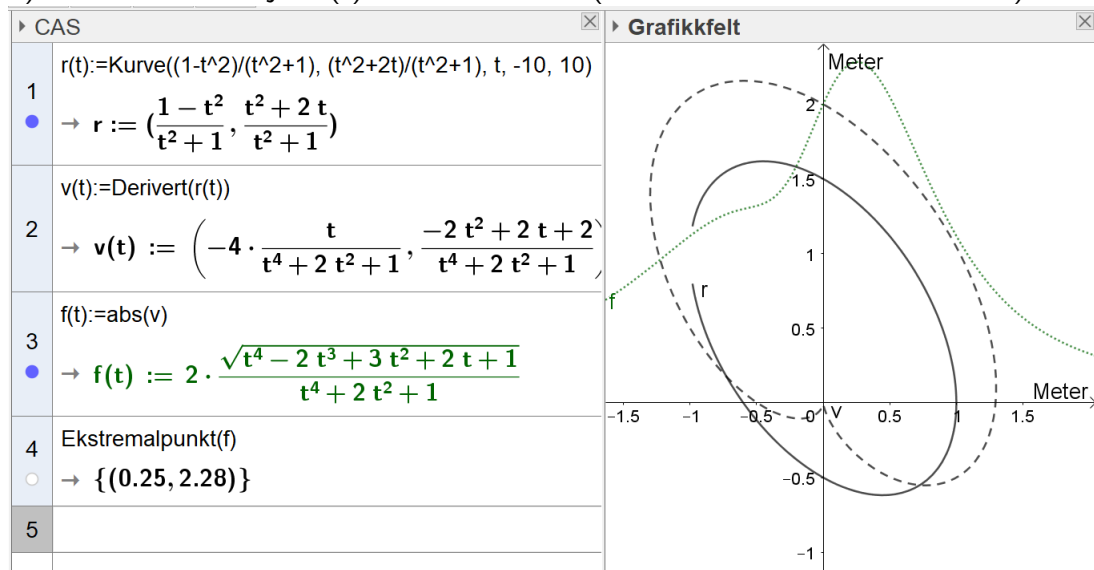 CAS
Grafikkfelt
1
r(t):=Kurve((1-t^2)/(t^2+1), (t^2+2t)/(t^2+1), t, -10, 10)
→ r := ((1 − t²)/(t² + 1), (t² + 2 t)/(t² + 1))
2
v(t):=Derivert(r(t))
→ v(t) := (−4 · t/(t⁴ + 2 t² + 1), (−2 t² + 2 t + 2)/(t⁴ + 2 t² + 1))
3
f(t):=abs(v)
→ f(t) := 2 · √(t⁴ − 2 t³ + 3 t² + 2 t + 1)/(t⁴ + 2 t² + 1)
4
Ekstremalpunkt(f)
→ {(0.25, 2.28)}
5
Meter
2
1.5
1
r
f
0.5
Meter
−1.5
−1
−0.5
−0
v
0.5
1
1.5
−0.5
−1